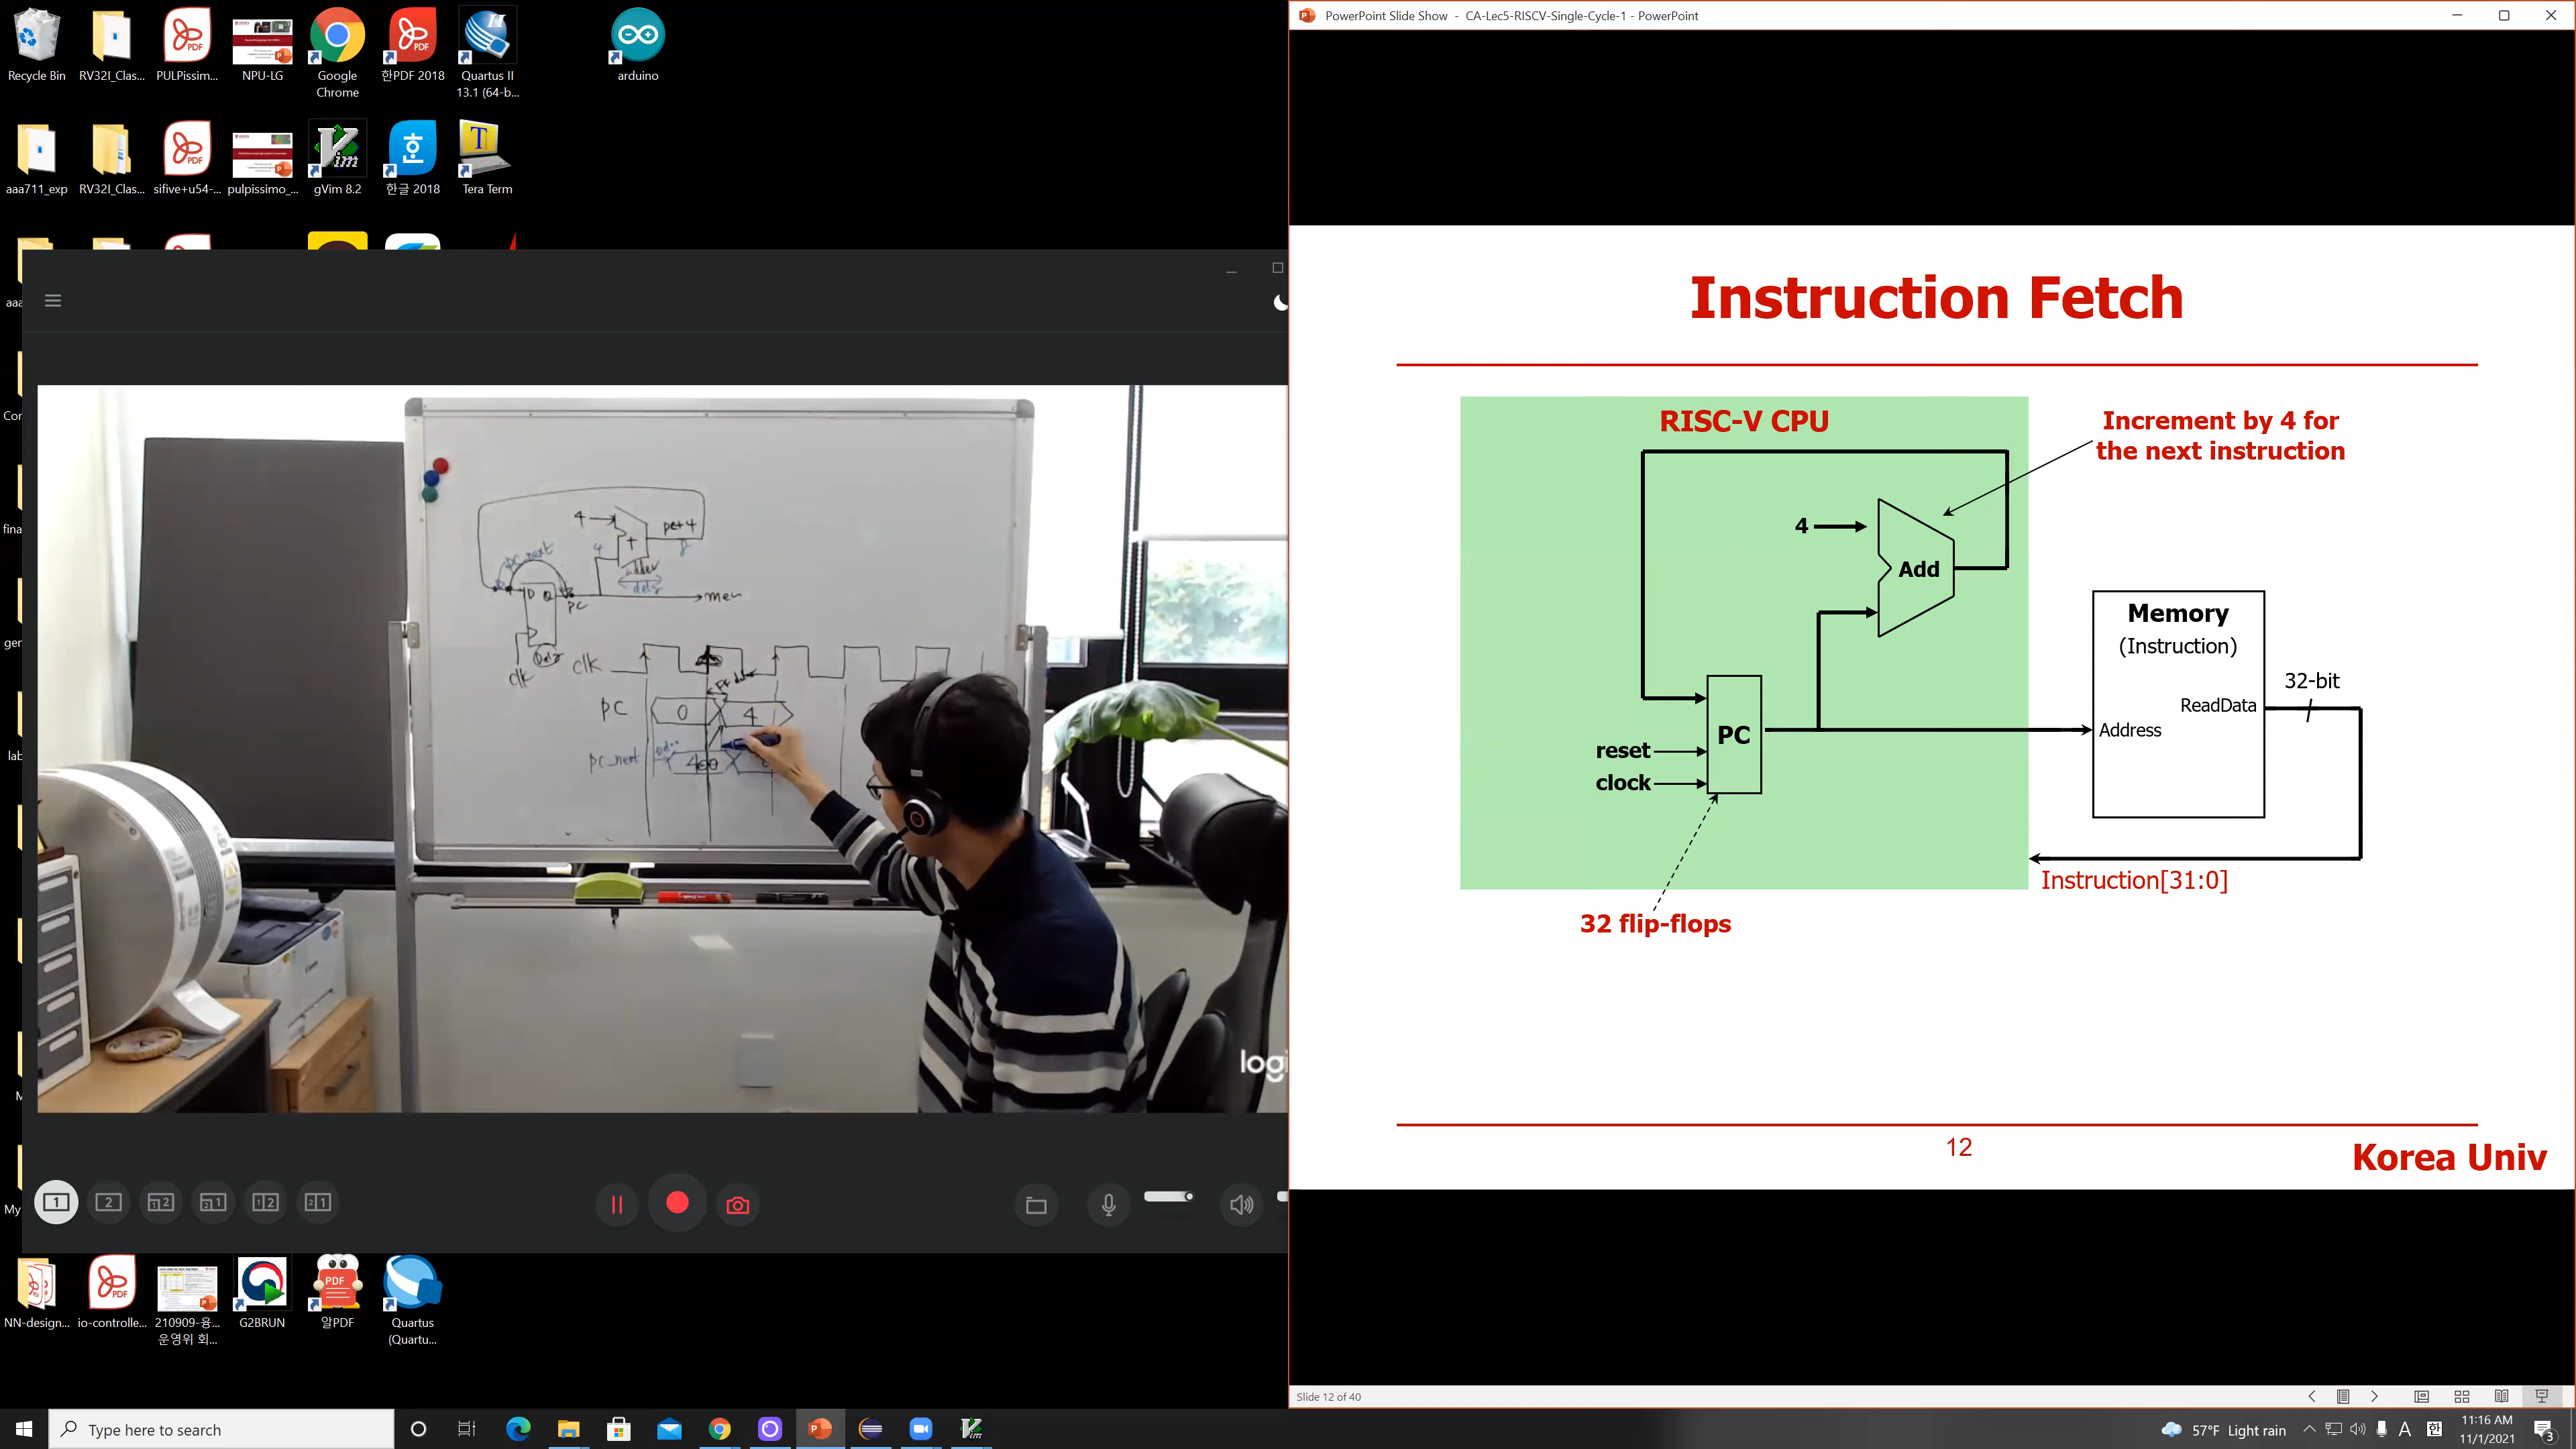 Recycle Bin
RV32I_Clas...
PULPissim...
NPU-LG
Google
Chrome
한PDF 2018
Quartus II
13.1 (64-b...
arduino
aaa711_exp
RV32I_Clas...
sifive+u54-...
pulpissimo_...
gVim 8.2
한글 2018
Tera Term
4
pc+4
+
adder
PC_next
D Q
PC
clk
clk
PC
0
4
PC_next
logi
NN-design...
io-controlle...
210909-융...
운영위 회...
G2BRUN
알PDF
Quartus
(Quartu...
PowerPoint Slide Show - CA-Lec5-RISCV-Single-Cycle-1 - PowerPoint
Instruction Fetch
RISC-V CPU
Increment by 4 for
the next instruction
4
Add
Memory
(Instruction)
32-bit
ReadData
PC
Address
reset
clock
Instruction[31:0]
32 flip-flops
12
Korea Univ
Slide 12 of 40
Type here to search
57°F Light rain
A
한
11:16 AM
11/1/2021
3